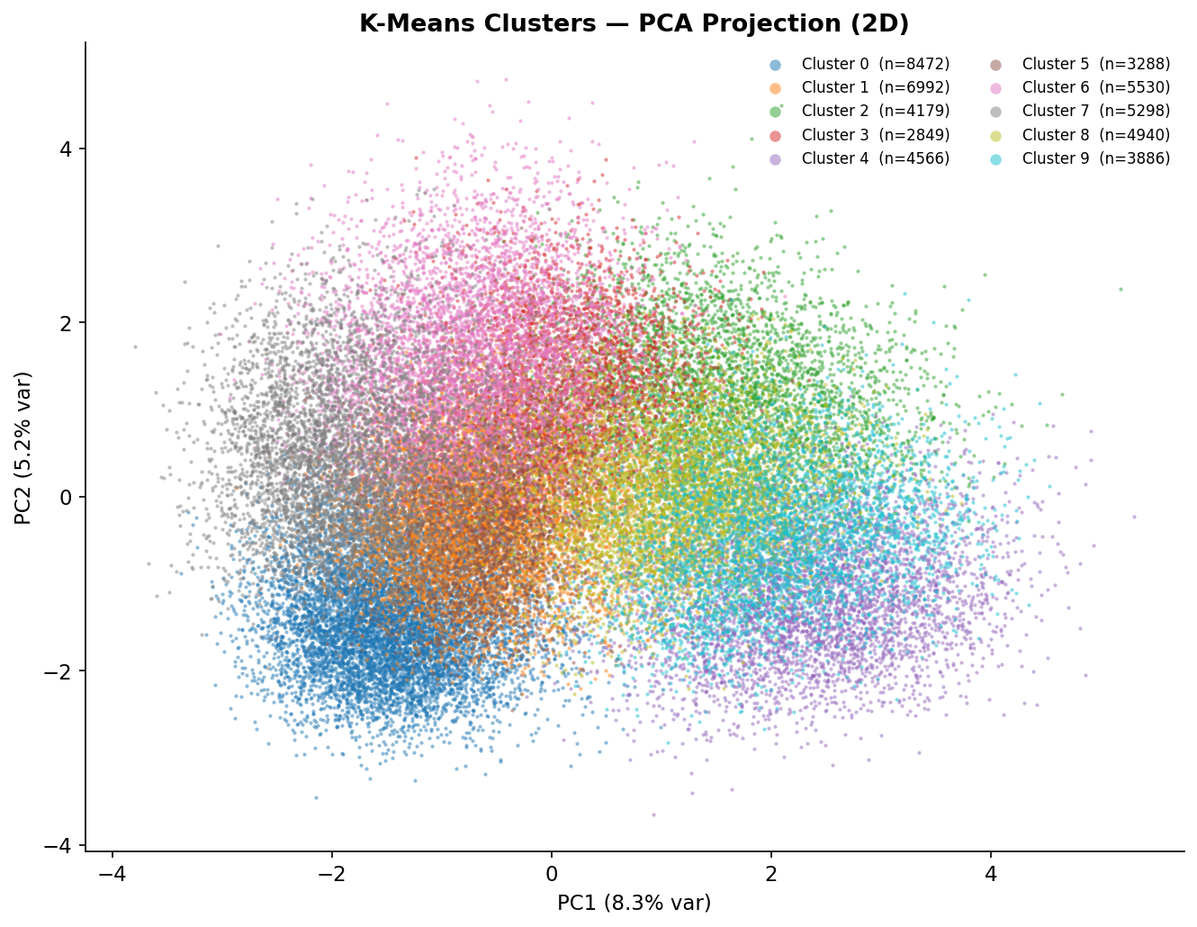 K-Means Clusters — PCA Projection (2D)
Cluster 0 (n=8472)
Cluster 1 (n=6992)
Cluster 2 (n=4179)
Cluster 3 (n=2849)
Cluster 4 (n=4566)
Cluster 5 (n=3288)
Cluster 6 (n=5530)
Cluster 7 (n=5298)
Cluster 8 (n=4940)
Cluster 9 (n=3886)
PC2 (5.2% var)
4
2
0
−2
−4
−4 −2 0 2 4
PC1 (8.3% var)